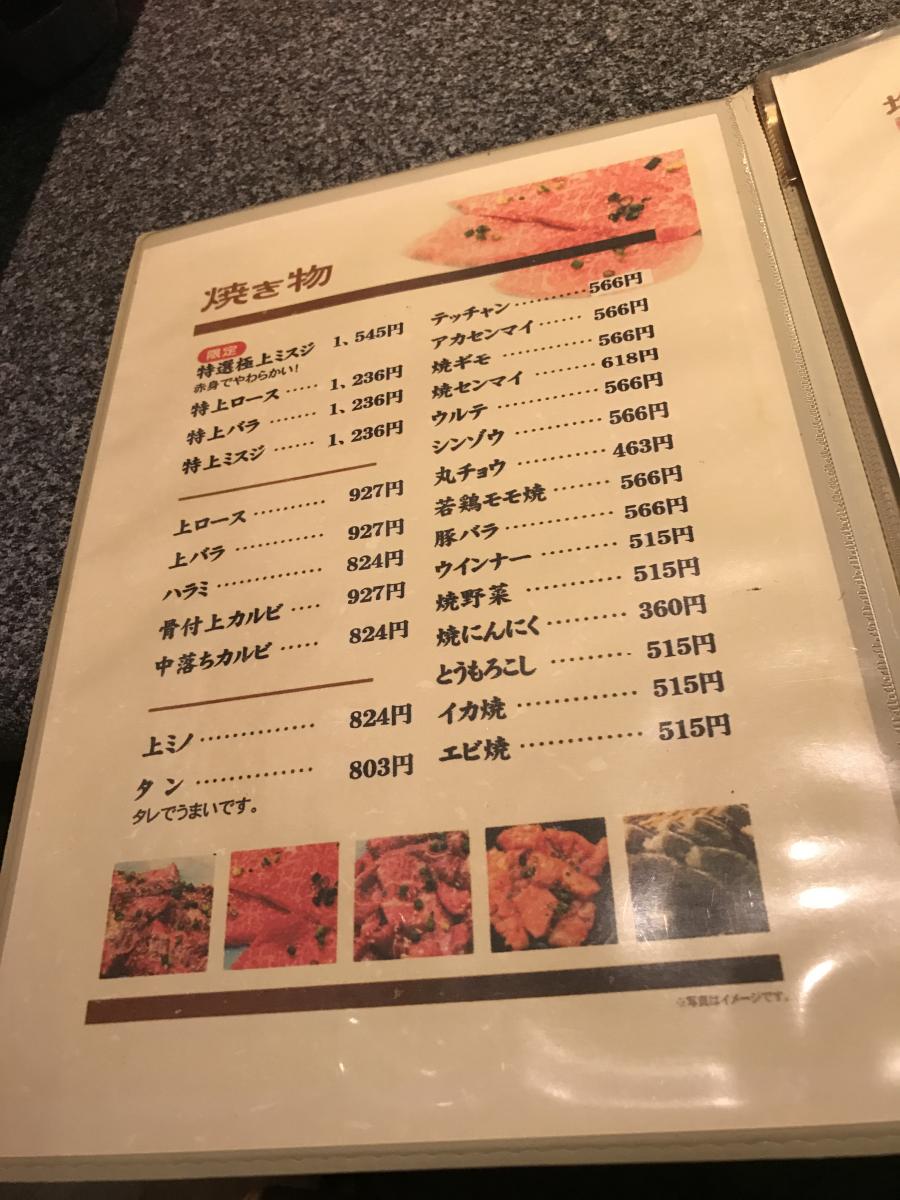 焼き物
限定
特選極上ミスジ 1,545円
赤身でやわらかい!
特上ロース …… 1,236円
特上バラ ……… 1,236円
特上ミスジ …… 1,236円
上ロース ………… 927円
上バラ ………… 927円
ハラミ …………… 824円
骨付上カルビ …… 927円
中落ちカルビ …… 824円
上ミノ …………… 824円
タン …………… 803円
タレでうまいです。
テッチャン ………… 566円
アカセンマイ …… 566円
焼ギモ ………… 566円
焼センマイ ……… 618円
ウルテ …………… 566円
シンゾウ ………… 566円
丸チョウ ………… 463円
若鶏モモ焼 ……… 566円
豚バラ …………… 566円
ウインナー ……… 515円
焼野菜 ………… 515円
焼にんにく ………… 360円
とうもろこし ……… 515円
イカ焼 …………… 515円
エビ焼 …………… 515円
※写真はイメージです。